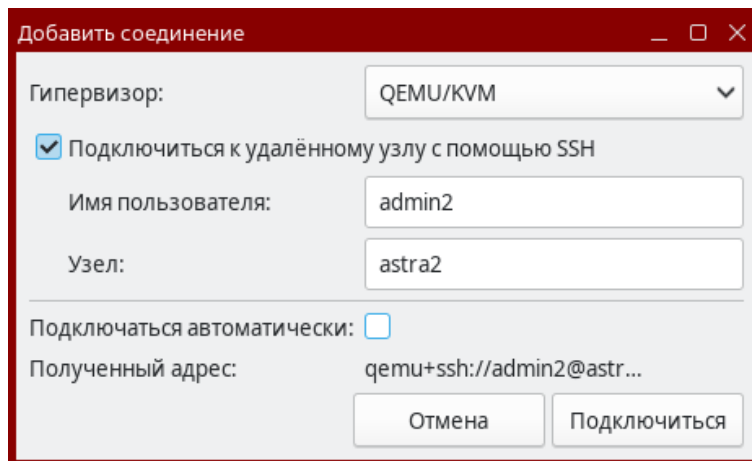 Добавить соединение
Гипервизор: QEMU/KVM
Подключиться к удалённому узлу с помощью SSH
Имя пользователя: admin2
Узел: astra2
Подключаться автоматически:
Полученный адрес: qemu+ssh://admin2@astr...
Отмена Подключиться